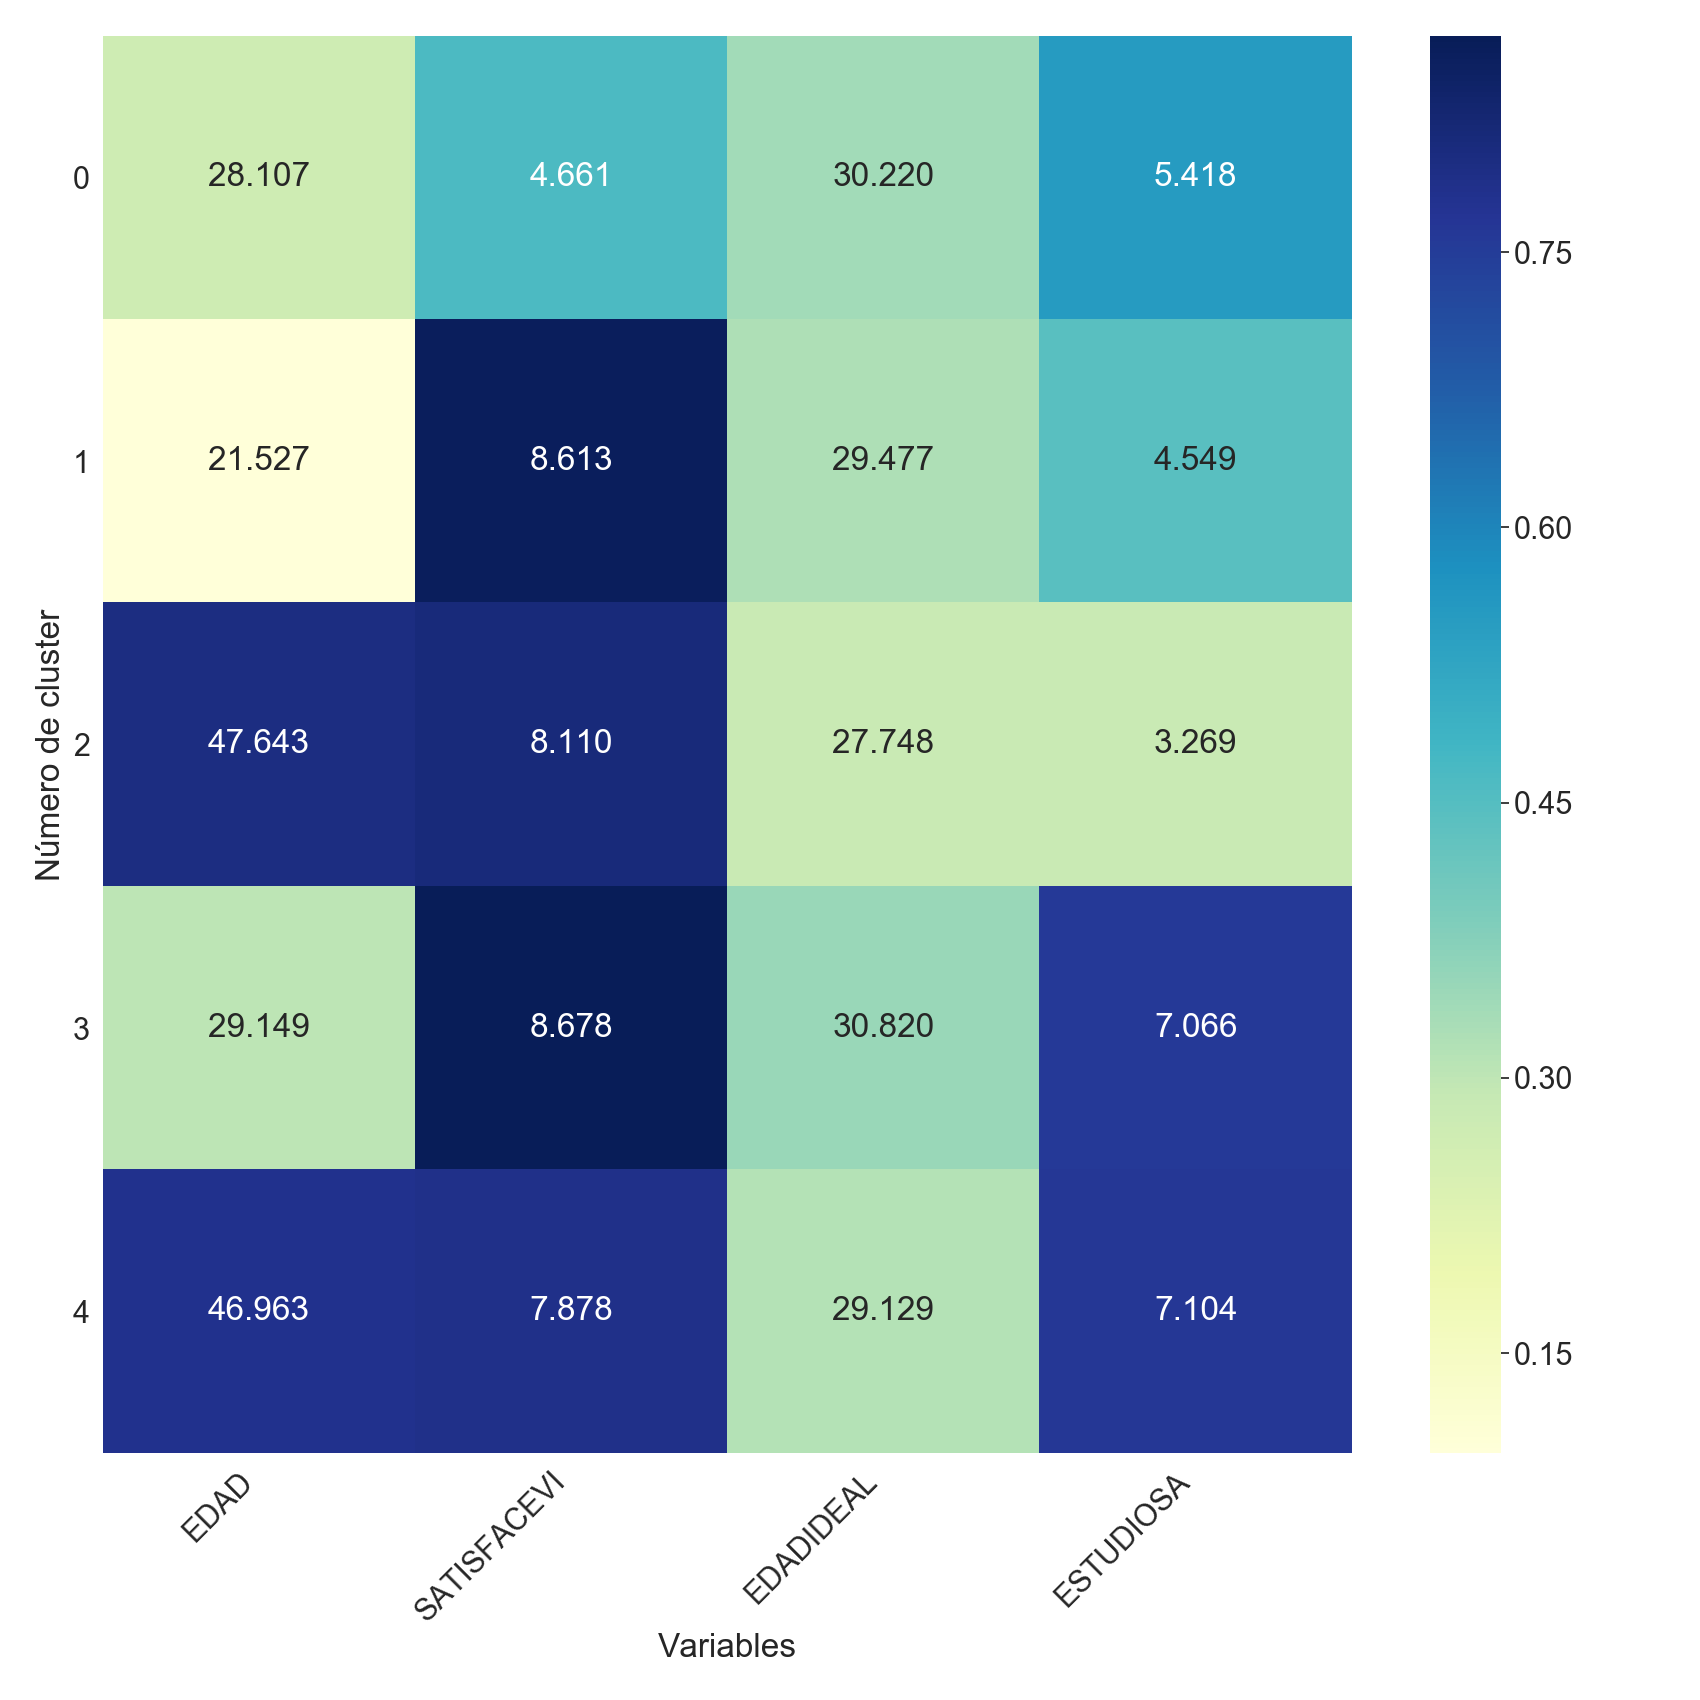 0 28.107 4.661 30.220 5.418
1 21.527 8.613 29.477 4.549
2 47.643 8.110 27.748 3.269
3 29.149 8.678 30.820 7.066
4 46.963 7.878 29.129 7.104
Número de cluster
EDAD SATISFACEVI EDADIDEAL ESTUDIOSA
Variables
0.75
0.60
0.45
0.30
0.15